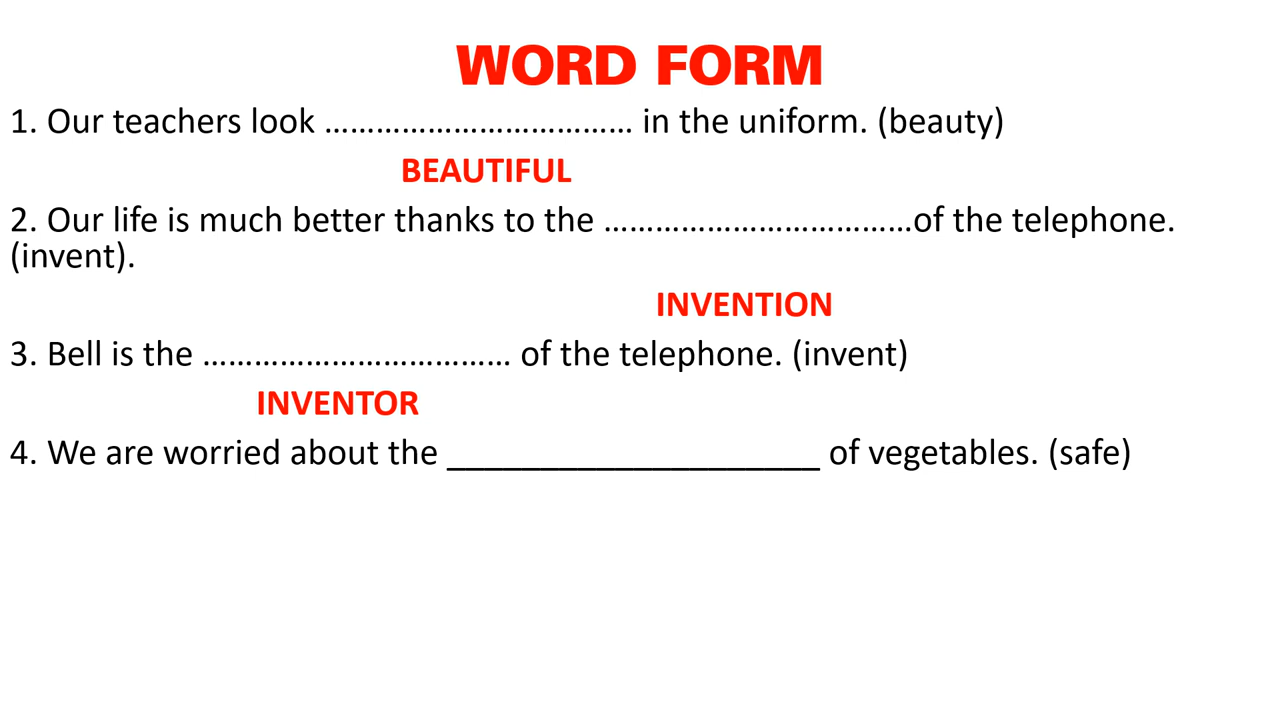 WORD FORM
1. Our teachers look ……………………………… in the uniform. (beauty)
BEAUTIFUL
2. Our life is much better thanks to the ………………………………of the telephone.
(invent).
INVENTION
3. Bell is the ……………………………… of the telephone. (invent)
INVENTOR
4. We are worried about the ____________________ of vegetables. (safe)